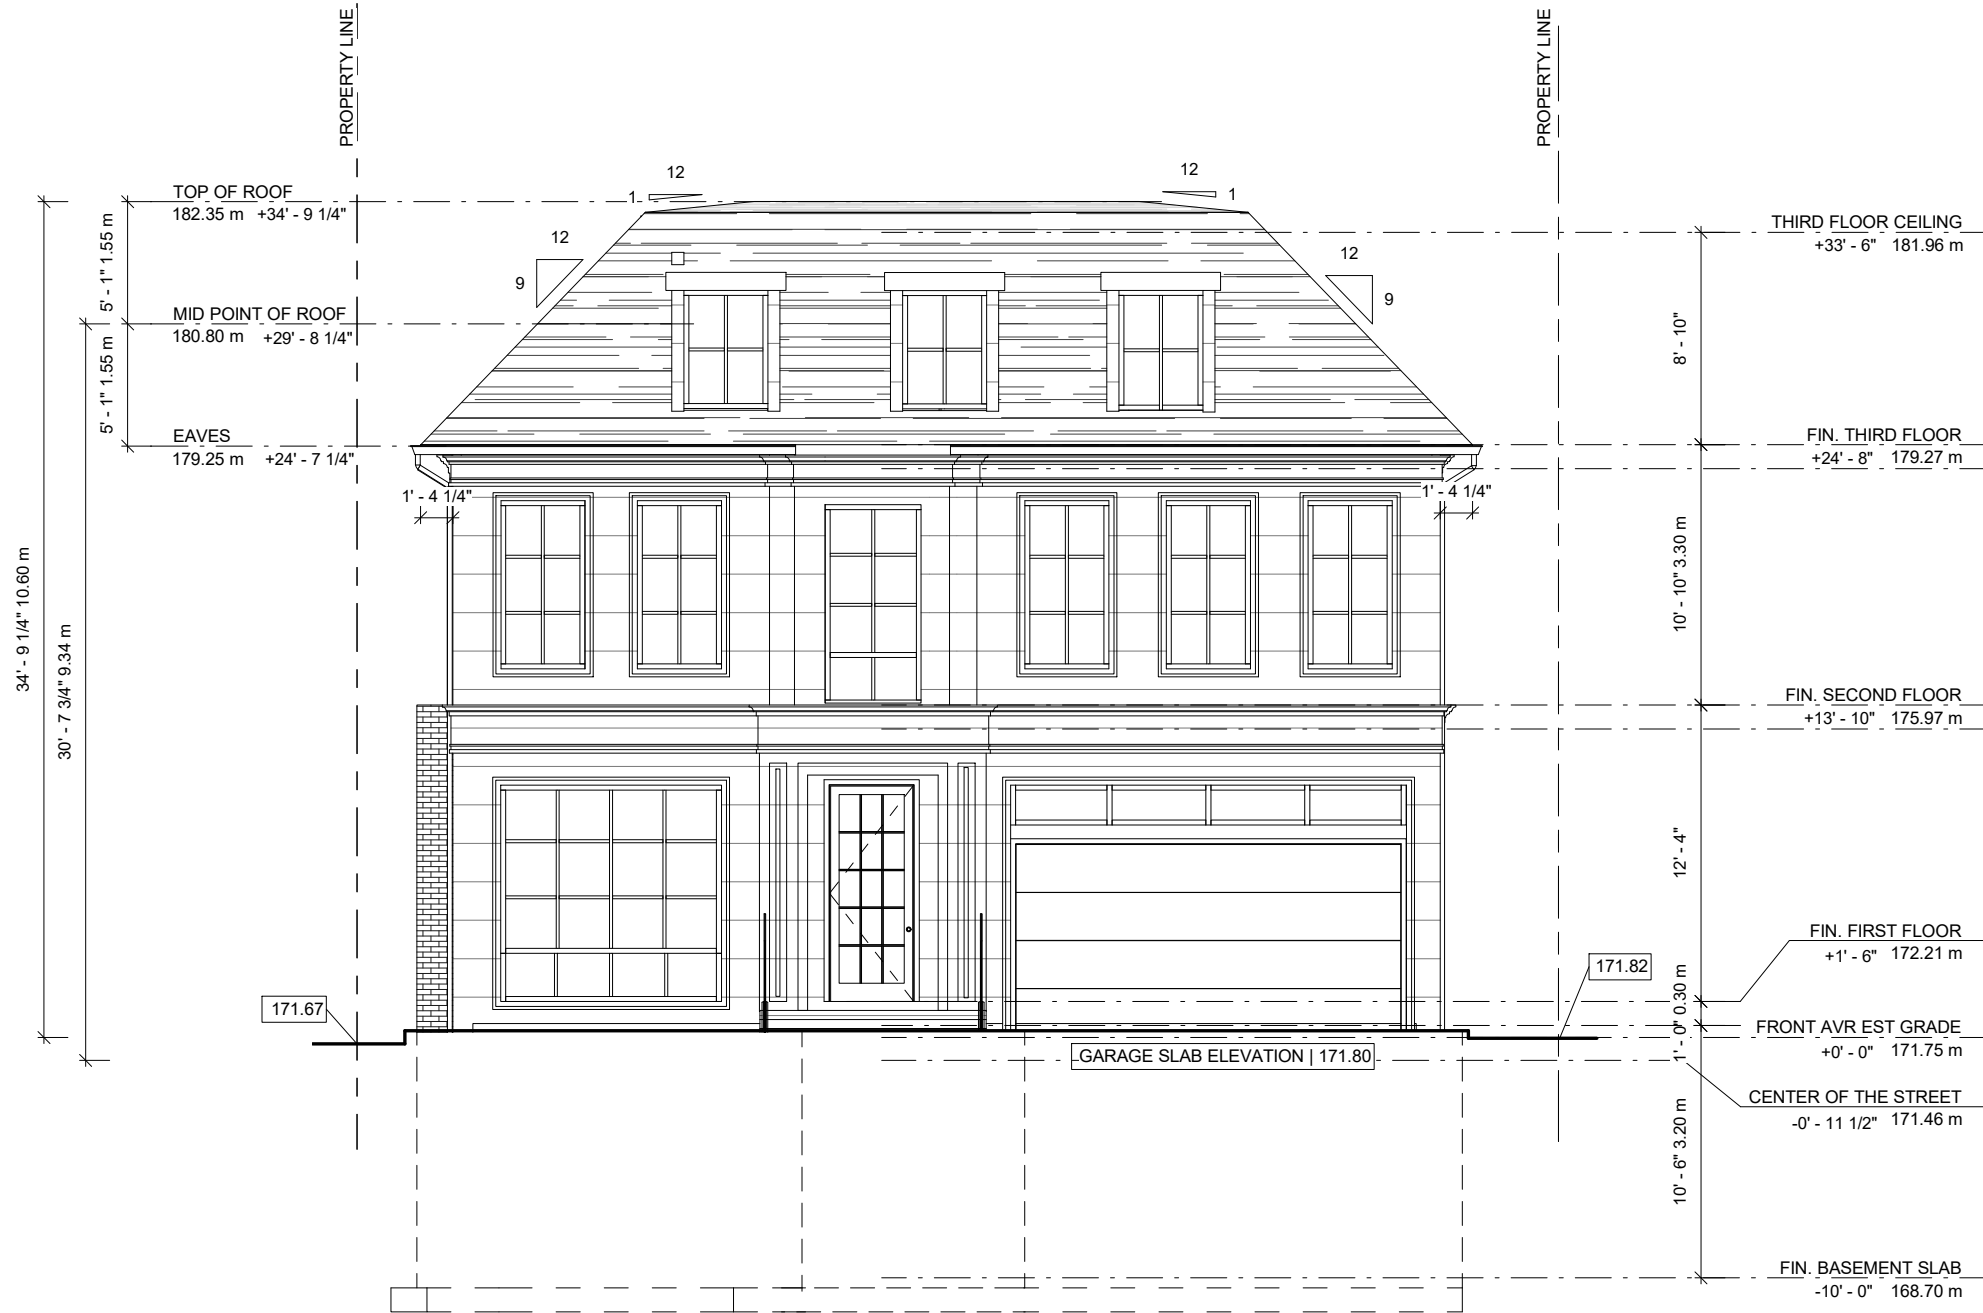 PROPERTY LINE
PROPERTY LINE
12
1
12
1
TOP OF ROOF
182.35 m +34' - 9 1/4"
THIRD FLOOR CEILING
+33' - 6" 181.96 m
5' - 1" 1.55 m
12
9
12
9
MID POINT OF ROOF
180.80 m +29' - 8 1/4"
8' - 10"
5' - 1" 1.55 m
EAVES
179.25 m +24' - 7 1/4"
FIN. THIRD FLOOR
+24' - 8" 179.27 m
1' - 4 1/4"
1' - 4 1/4"
34' - 9 1/4" 10.60 m
30' - 7 3/4" 9.34 m
10' - 10" 3.30 m
FIN. SECOND FLOOR
+13' - 10" 175.97 m
12' - 4"
FIN. FIRST FLOOR
+1' - 6" 172.21 m
171.82
171.67
1' - 0" 0.30 m
FRONT AVR EST GRADE
+0' - 0" 171.75 m
GARAGE SLAB ELEVATION | 171.80
CENTER OF THE STREET
-0' - 11 1/2" 171.46 m
10' - 6" 3.20 m
FIN. BASEMENT SLAB
-10' - 0" 168.70 m